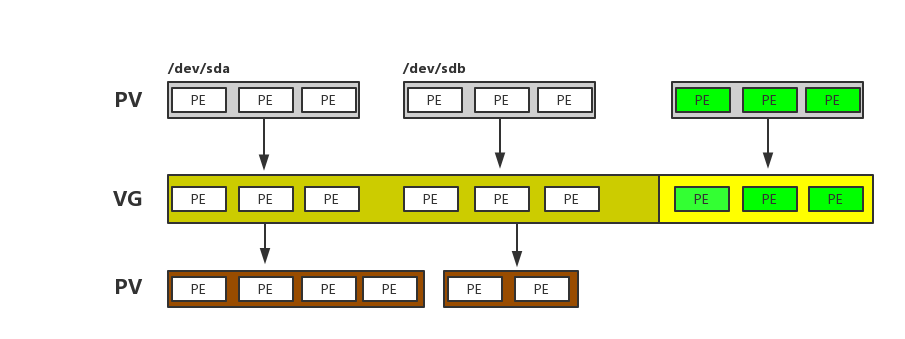 /dev/sda /dev/sdb
PV PE PE PE PE PE PE PE PE PE
VG PE PE PE PE PE PE PE PE PE
PV PE PE PE PE PE PE